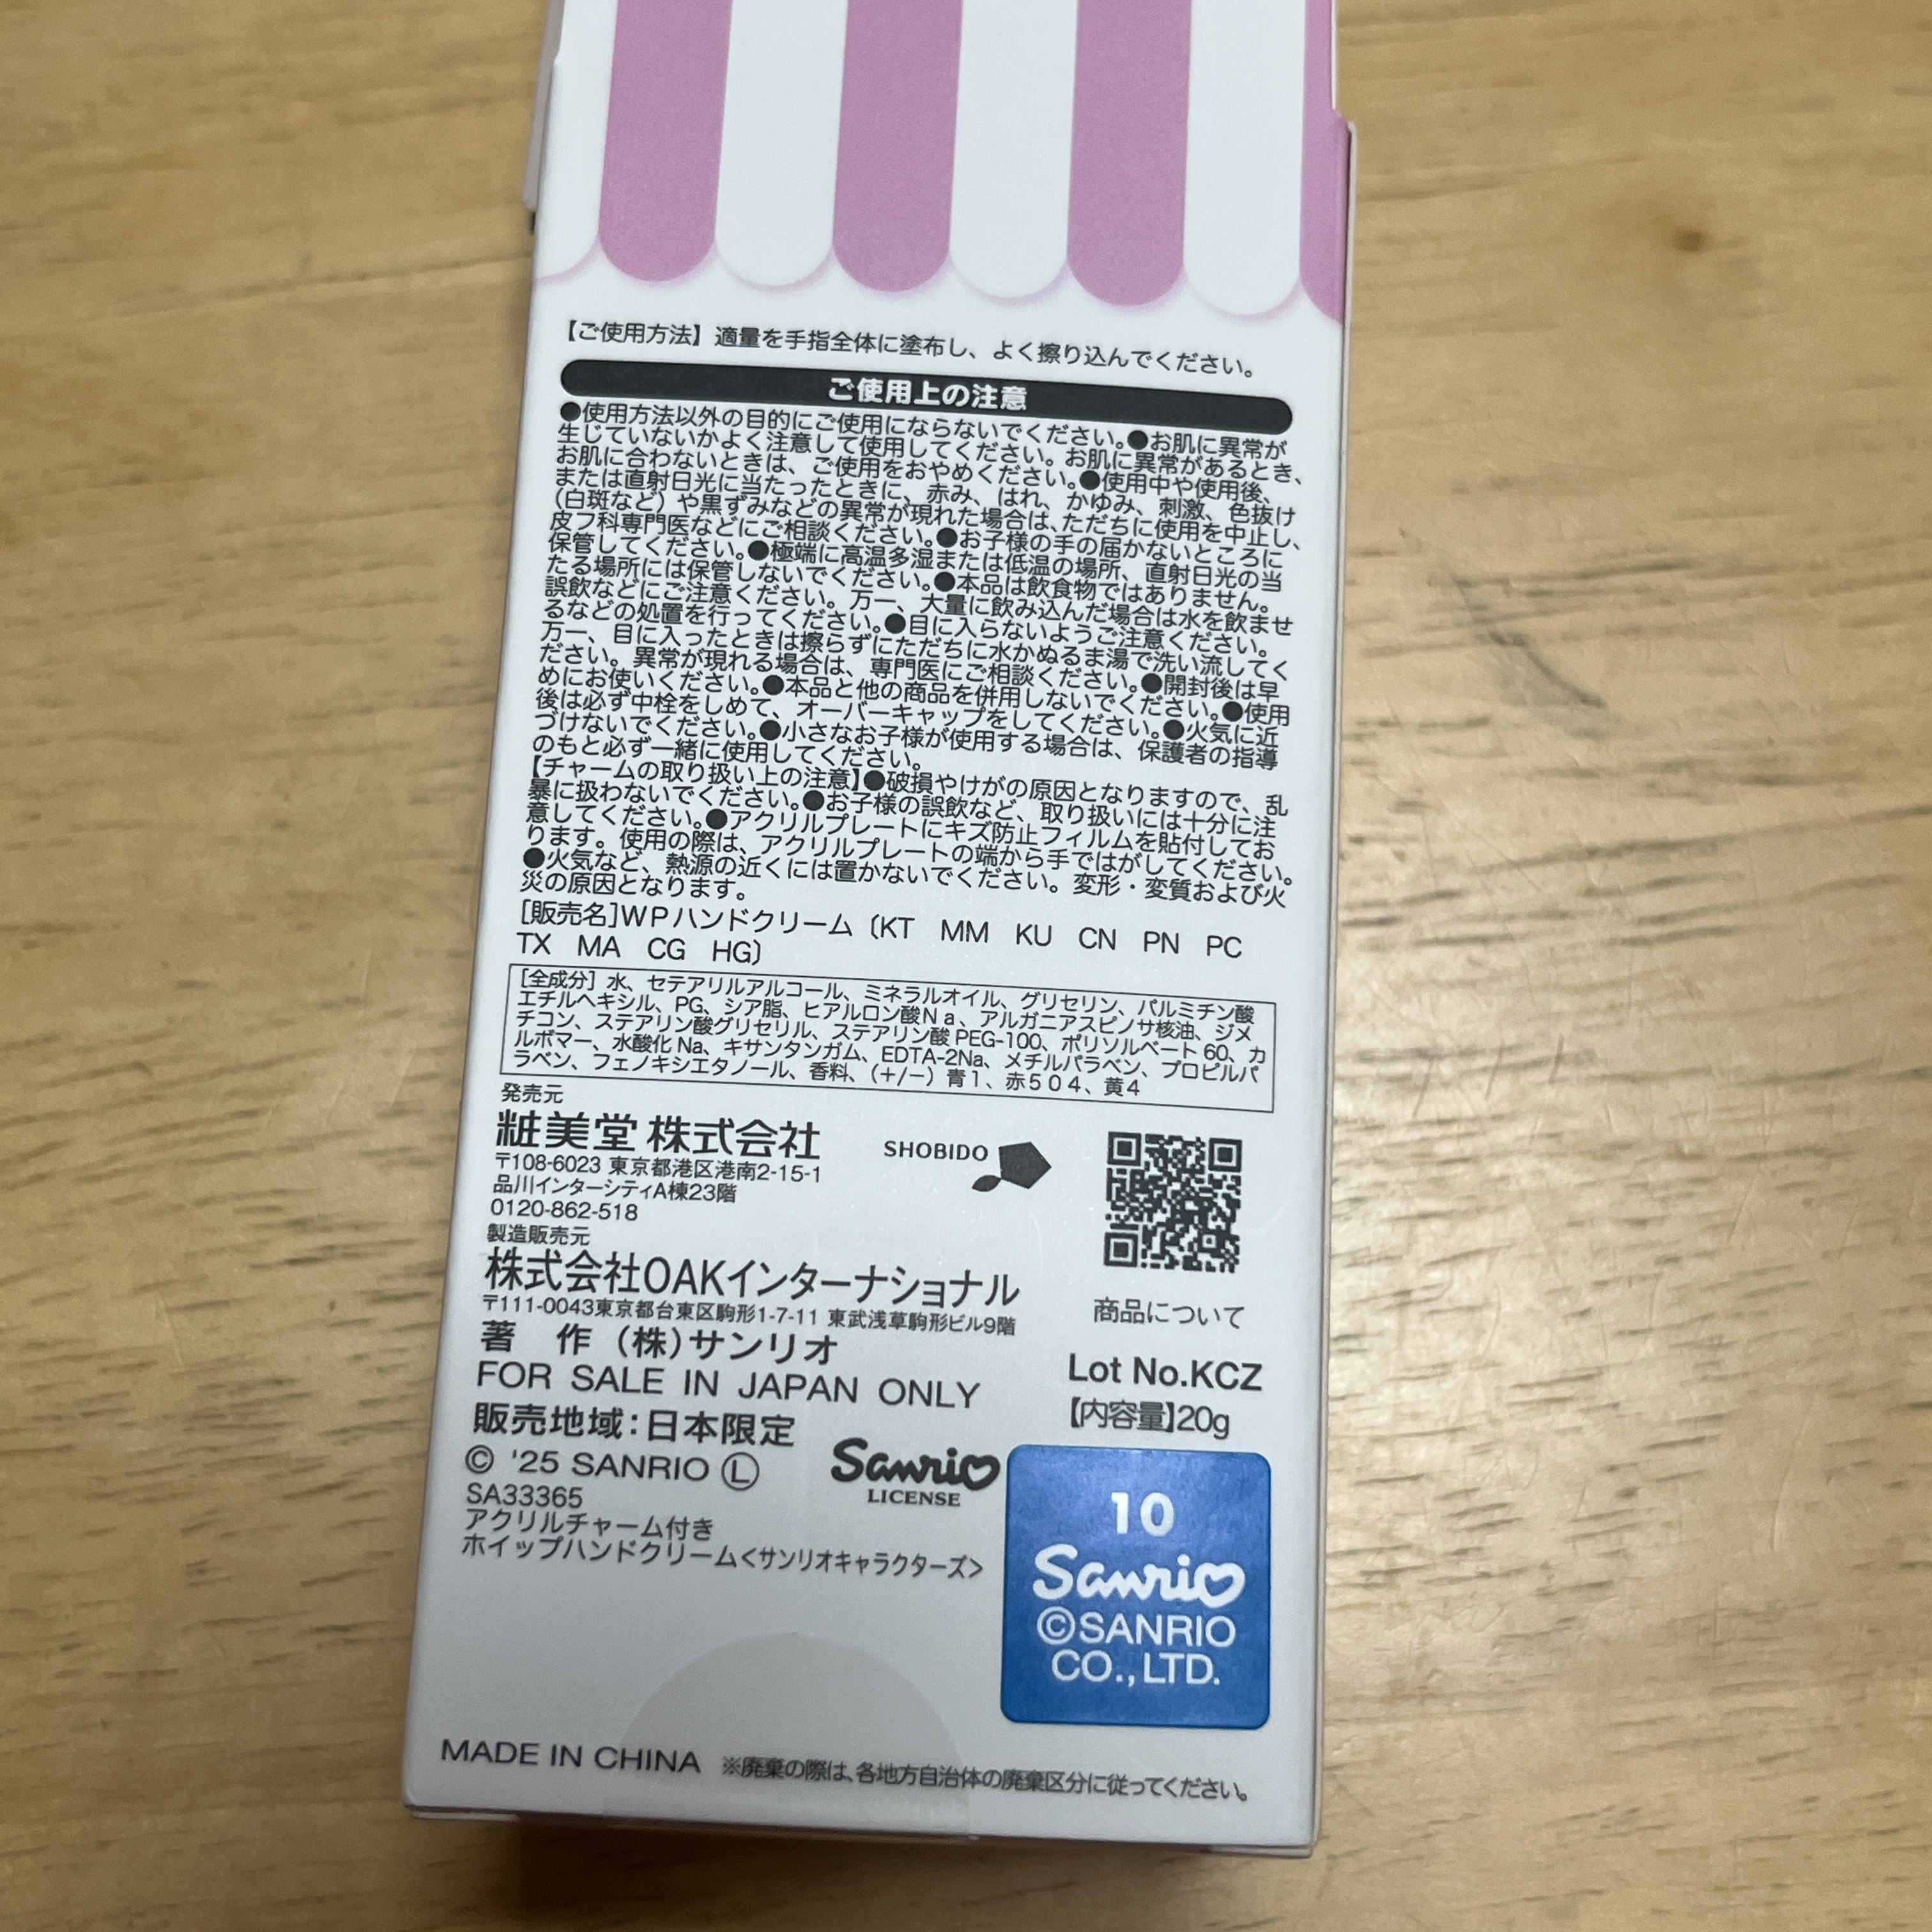 【ご使用方法】適量を手指全体に塗布し、よく擦り込んでください。
ご使用上の注意
●使用方法以外の目的にご使用にならないでください。●お肌に異常が
生じていないかよく注意して使用してください。お肌に異常があるとき、
お肌に合わないときは、ご使用をおやめください。●使用中や使用後、
または直射日光に当たったときに、赤み、はれ、かゆみ、刺激、色抜け
（白斑など）や黒ずみなどの異常が現れた場合は、ただちに使用を中止し、
皮フ科専門医などにご相談ください。●お子様の手の届かないところに
保管してください。●極端に高温多湿または低温の場所、直射日光の当
たる場所には保管しないでください。●本品は飲食物ではありません。
誤飲などにご注意ください。万一、大量に飲み込んだ場合は水を飲ませ
るなどの処置を行ってください。●目に入らないようご注意ください。
万一、目に入ったときは擦らずにただちに水かぬるま湯で洗い流してく
ださい。異常が現れる場合は、専門医にご相談ください。●開封後は早
めにお使いください。●本品と他の商品を併用しないでください。●使用
後は必ず中栓をしめて、オーバーキャップをしてください。●火気に近
づけないでください。●小さなお子様が使用する場合は、保護者の指導
のもと必ず一緒に使用してください。
【チャームの取り扱い上の注意】●破損やけがの原因となりますので、乱
暴に扱わないでください。●お子様の誤飲など、取り扱いには十分に注
意してください。●アクリルプレートにキズ防止フィルムを貼付してお
ります。使用の際は、アクリルプレートの端から手ではがしてください。
●火気など、熱源の近くには置かないでください。変形・変質および火
災の原因となります。
［販売名］WPハンドクリーム〔KT MM KU CN PN PC
TX MA CG HG〕
［全成分］水、セテアリルアルコール、ミネラルオイル、グリセリン、パルミチン酸
エチルヘキシル、PG、シア脂、ヒアルロン酸Na、アルガニアスピノサ核油、ジメ
チコン、ステアリン酸グリセリル、ステアリン酸PEG-100、ポリソルベート60、カ
ルボマー、水酸化Na、キサンタンガム、EDTA-2Na、メチルパラベン、プロピルパ
ラベン、フェノキシエタノール、香料、（+/−）青1、赤504、黄4
発売元
粧美堂 株式会社
〒108-6023 東京都港区港南2-15-1
品川インターシティA棟23階
0120-862-518
SHOBIDO
製造販売元
株式会社OAKインターナショナル
〒111-0043東京都台東区駒形1-7-11 東武浅草駒形ビル9階
商品について
著 作（株）サンリオ
FOR SALE IN JAPAN ONLY
販売地域：日本限定
Lot No.KCZ
【内容量】20g
© '25 SANRIO Ⓛ
Sanrio
LICENSE
SA33365
アクリルチャーム付き
ホイップハンドクリーム<サンリオキャラクターズ>
10
Sanrio
©SANRIO
CO.,LTD.
MADE IN CHINA ※廃棄の際は、各地方自治体の廃棄区分に従ってください。